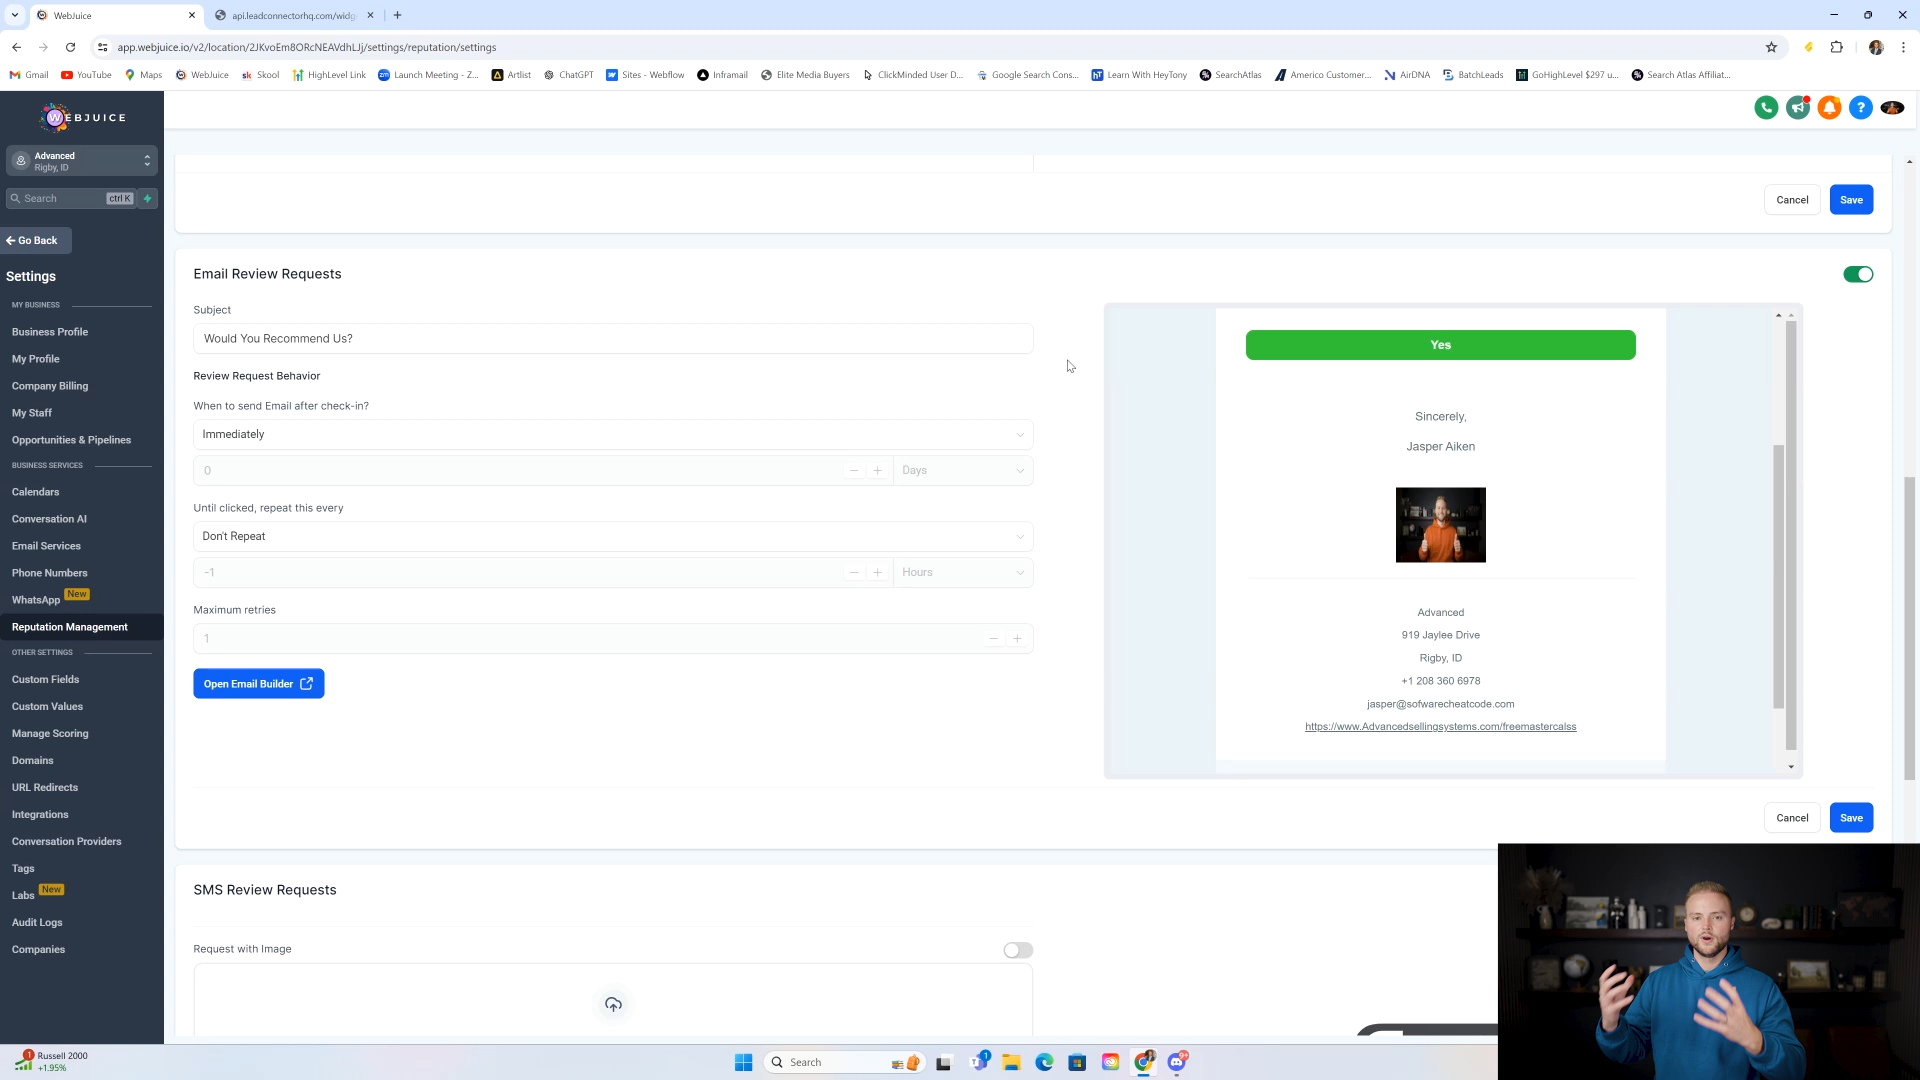 WebJuice
api.leadconnectorhq.com/widg
app.webjuice.io/v2/location/2JKvoEm8ORcNEAVdhLJj/settings/reputation/settings
Gmail
YouTube
Maps
WebJuice
Skool
HighLevel Link
Launch Meeting - Z...
Artlist
ChatGPT
Sites - Webflow
Inframail
Elite Media Buyers
ClickMinded User D...
Google Search Cons...
Learn With HeyTony
SearchAtlas
Americo Customer...
AirDNA
BatchLeads
GoHighLevel $297 u...
Search Atlas Affiliat...
WEBJUICE
Advanced
Rigby, ID
Search
ctrl K
Go Back
Settings
MY BUSINESS
Business Profile
My Profile
Company Billing
My Staff
Opportunities & Pipelines
BUSINESS SERVICES
Calendars
Conversation AI
Email Services
Phone Numbers
WhatsApp New
Reputation Management
OTHER SETTINGS
Custom Fields
Custom Values
Manage Scoring
Domains
URL Redirects
Integrations
Conversation Providers
Tags
Labs New
Audit Logs
Companies
Cancel
Save
Email Review Requests
Subject
Would You Recommend Us?
Review Request Behavior
When to send Email after check-in?
Immediately
0
Days
Until clicked, repeat this every
Don't Repeat
-1
Hours
Maximum retries
1
Open Email Builder
Yes
Sincerely,
Jasper Aiken
Advanced
919 Jaylee Drive
Rigby, ID
+1 208 360 6978
jasper@sofwarecheatcode.com
https://www.Advancedsellingsystems.com/freemastercalss
Cancel
Save
SMS Review Requests
Request with Image
1
Russell 2000
+1.95%
Search
1
9+